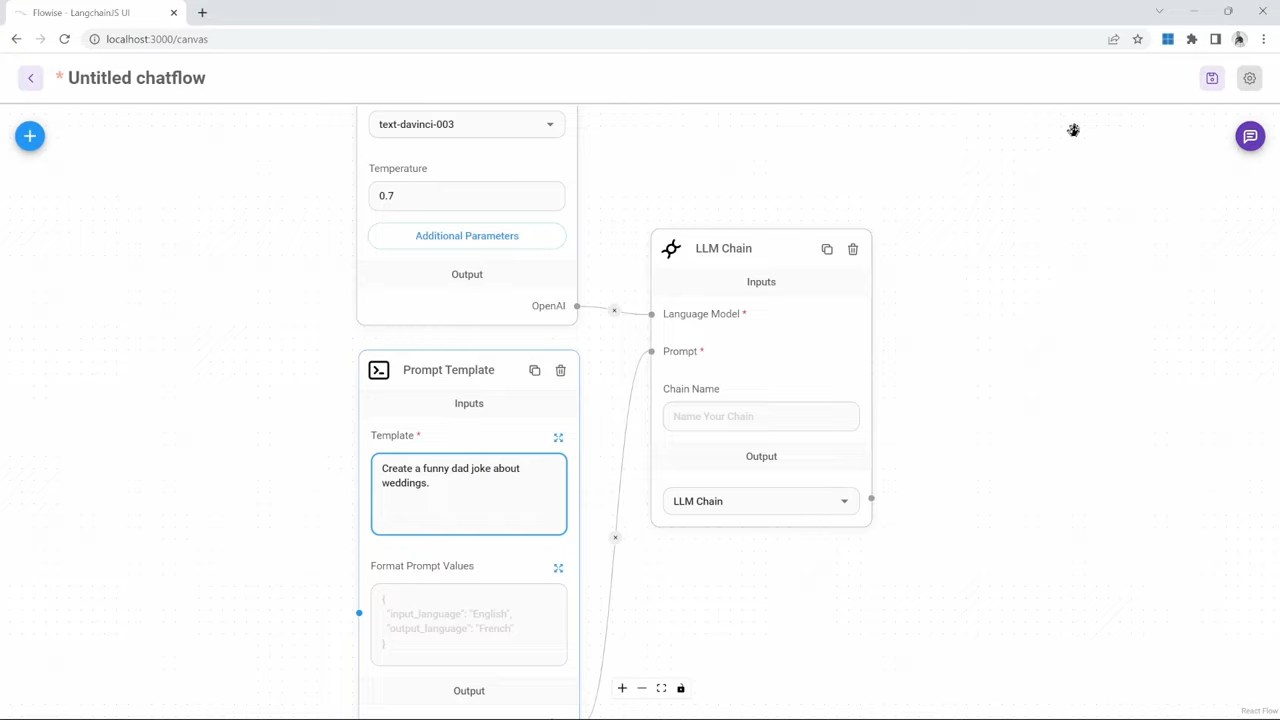 Flowise - LangchainJS UI
localhost:3000/canvas
* Untitled chatflow
text-davinci-003
Temperature
0.7
Additional Parameters
Output
OpenAI
LLM Chain
Inputs
Language Model *
Prompt *
Chain Name
Name Your Chain
Output
LLM Chain
Prompt Template
Inputs
Template *
Create a funny dad joke about
weddings.
Format Prompt Values
{
"input_language": "English",
"output_language": "French"
}
Output
React Flow